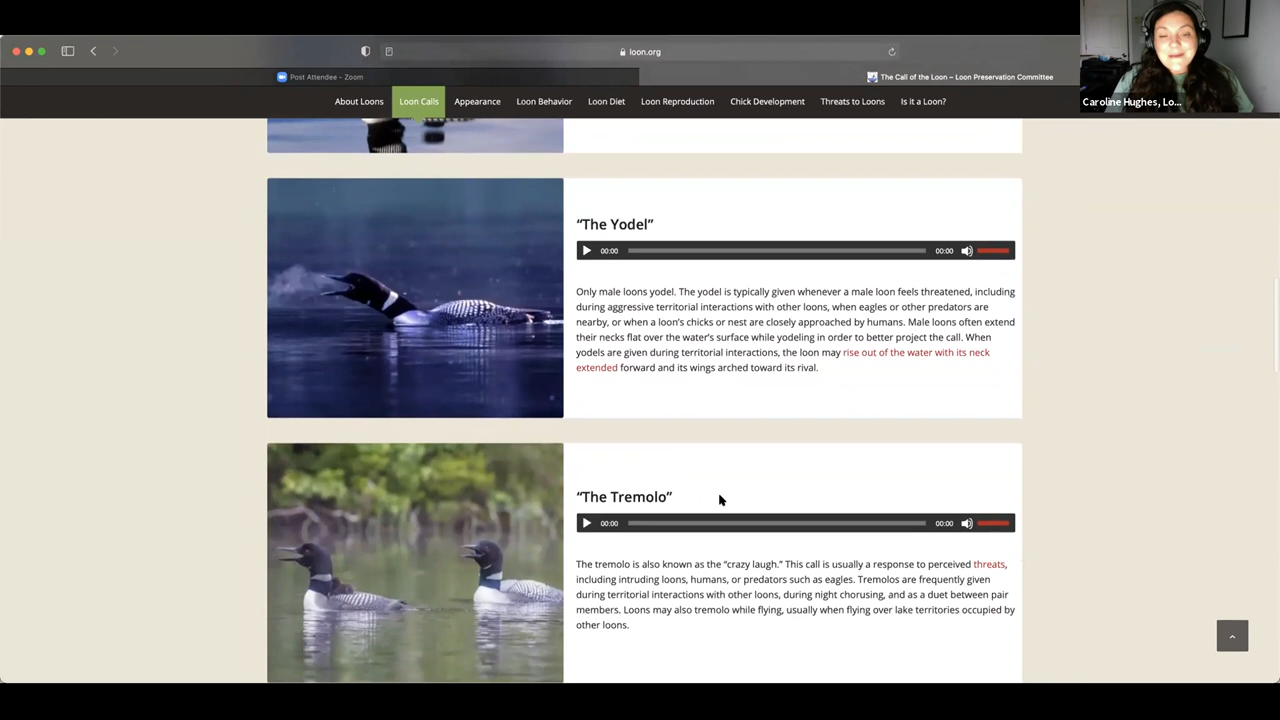 loon.org
Post Attendee – Zoom
The Call of the Loon – Loon Preservation Committee
About Loons Loon Calls Appearance Loon Behavior Loon Diet Loon Reproduction Chick Development Threats to Loons Is it a Loon?
Caroline Hughes, Lo...
“The Yodel”
00:00 00:00
Only male loons yodel. The yodel is typically given whenever a male loon feels threatened, including
during aggressive territorial interactions with other loons, when eagles or other predators are
nearby, or when a loon’s chicks or nest are closely approached by humans. Male loons often extend
their necks flat over the water’s surface while yodeling in order to better project the call. When
yodels are given during territorial interactions, the loon may rise out of the water with its neck
extended forward and its wings arched toward its rival.
“The Tremolo”
00:00 00:00
The tremolo is also known as the “crazy laugh.” This call is usually a response to perceived threats,
including intruding loons, humans, or predators such as eagles. Tremolos are frequently given
during territorial interactions with other loons, during night chorusing, and as a duet between pair
members. Loons may also tremolo while flying, usually when flying over lake territories occupied by
other loons.